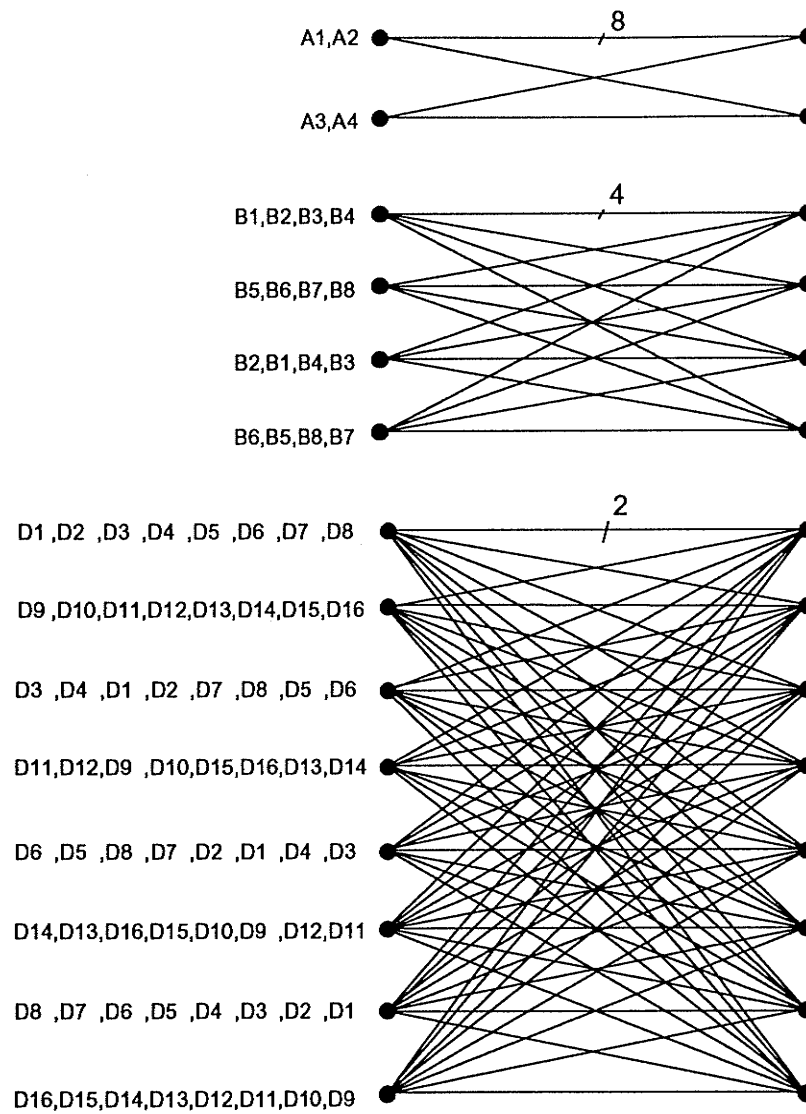 8
A1,A2
A3,A4
4
B1,B2,B3,B4
B5,B6,B7,B8
B2,B1,B4,B3
B6,B5,B8,B7
2
D1 ,D2 ,D3 ,D4 ,D5 ,D6 ,D7 ,D8
D9 ,D10,D11,D12,D13,D14,D15,D16
D3 ,D4 ,D1 ,D2 ,D7 ,D8 ,D5 ,D6
D11,D12,D9 ,D10,D15,D16,D13,D14
D6 ,D5 ,D8 ,D7 ,D2 ,D1 ,D4 ,D3
D14,D13,D16,D15,D10,D9 ,D12,D11
D8 ,D7 ,D6 ,D5 ,D4 ,D3 ,D2 ,D1
D16,D15,D14,D13,D12,D11,D10,D9